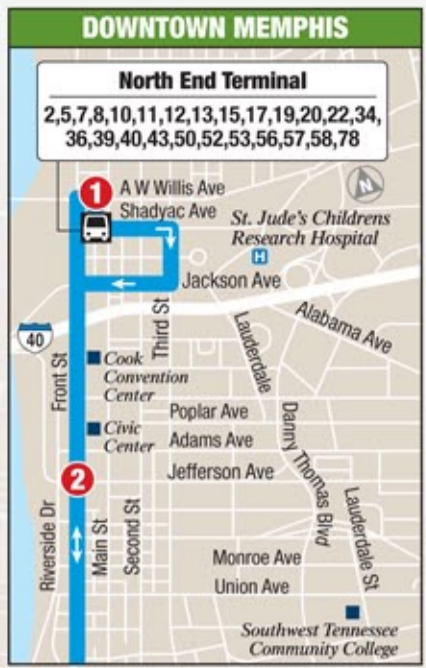 DOWNTOWN MEMPHIS
North End Terminal
2,5,7,8,10,11,12,13,15,17,19,20,22,34,
36,39,40,43,50,52,53,56,57,58,78
1
A W Willis Ave
Shadyac Ave
St. Jude's Childrens
Research Hospital
N
H
Jackson Ave
40
Third St
Lauderdale
Alabama Ave
Front St
Cook
Convention
Center
Poplar Ave
Civic
Center
Adams Ave
Jefferson Ave
Danny Thomas Blvd
2
Riverside Dr
Main St
Second St
Lauderdale St
Monroe Ave
Union Ave
Southwest Tennessee
Community College